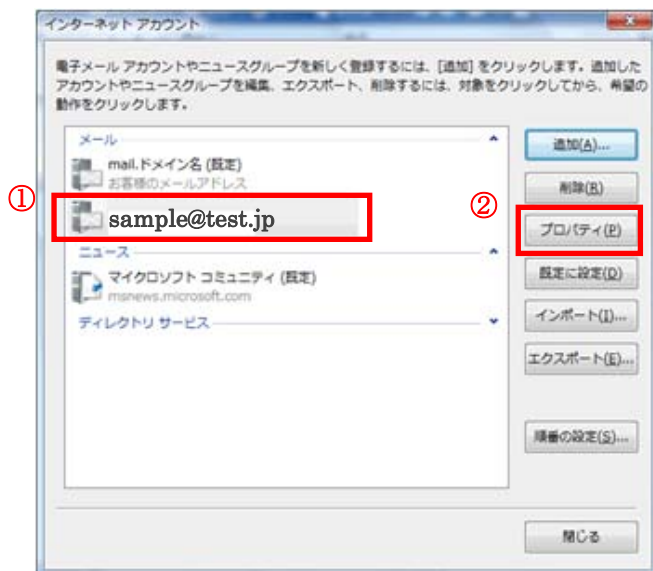 インターネット アカウント
電子メール アカウントやニュースグループを新しく登録するには、[追加] をクリックします。追加した
アカウントやニュースグループを編集、エクスポート、削除するには、対象をクリックしてから、希望の
動作をクリックします。
メール
mail.ドメイン名 (既定)
お客様のメールアドレス
① sample@test.jp
ニュース
マイクロソフト コミュニティ (既定)
msnews.microsoft.com
ディレクトリ サービス
追加(A)...
削除(R)
② プロパティ(P)
既定に設定(D)
インポート(I)...
エクスポート(E)...
順番の設定(S)...
閉じる